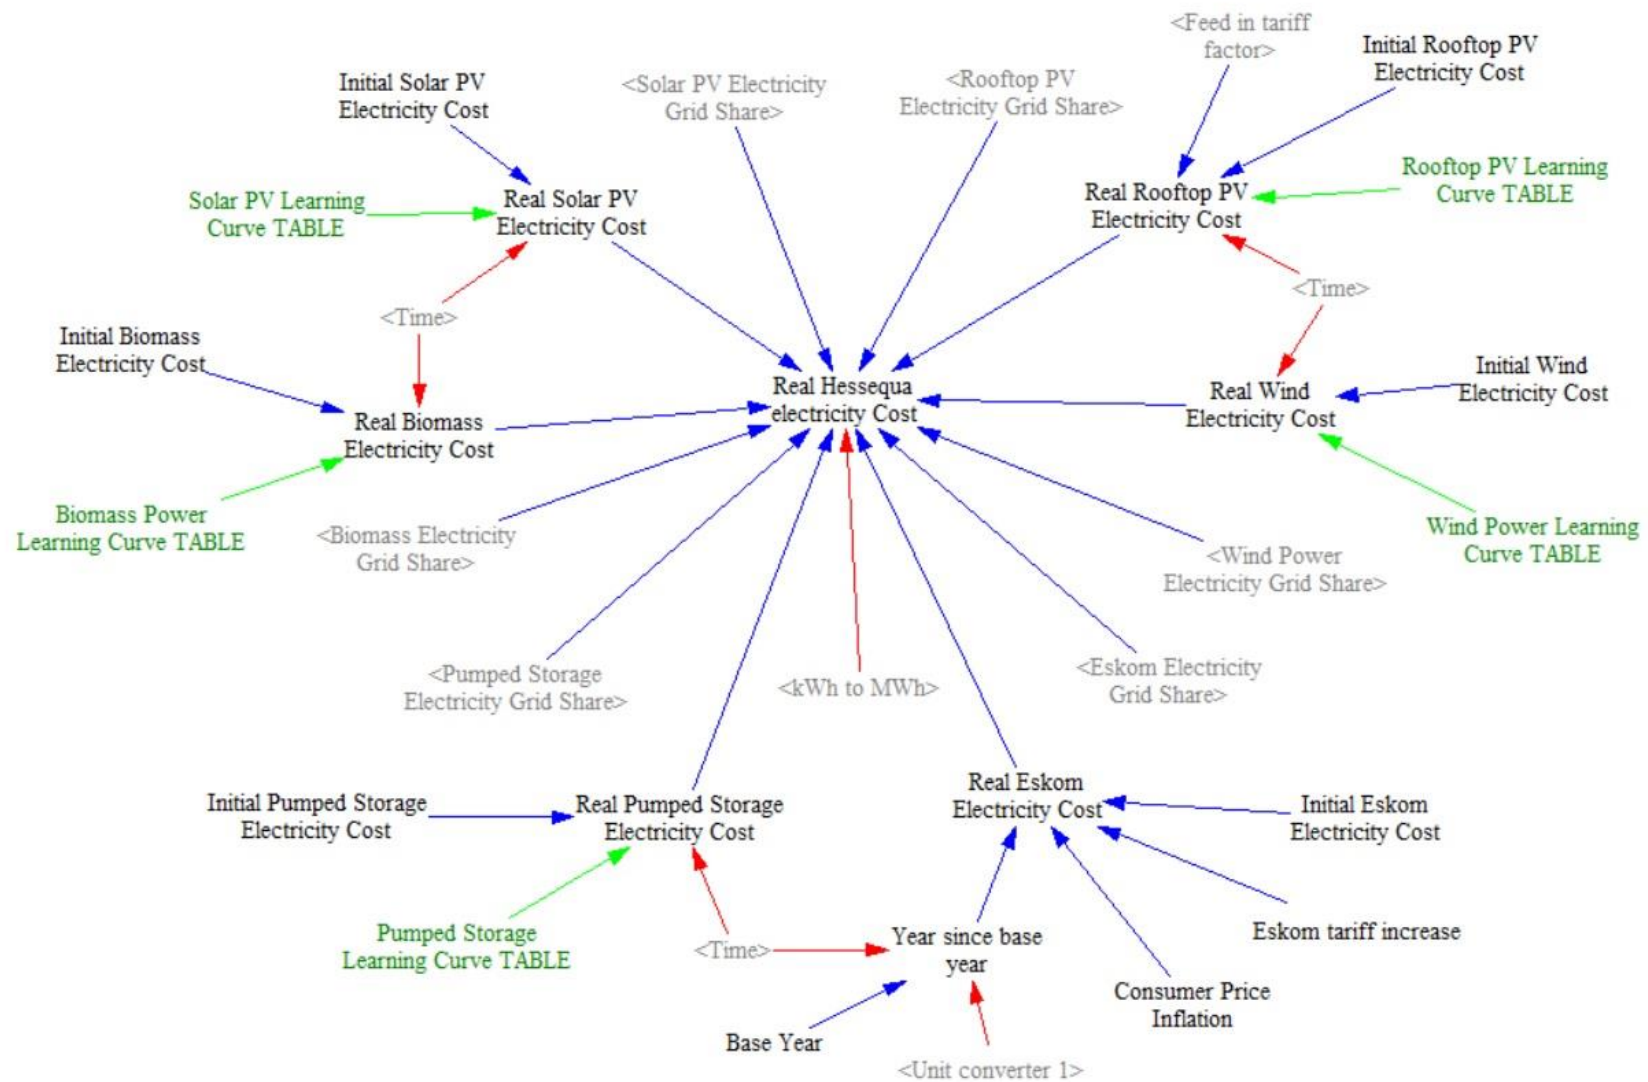 <Feed in tariff
factor>
Initial Rooftop PV
Electricity Cost
Initial Solar PV
Electricity Cost
<Solar PV Electricity
Grid Share>
<Rooftop PV
Electricity Grid Share>
Rooftop PV Learning
Curve TABLE
Solar PV Learning
Curve TABLE
Real Solar PV
Electricity Cost
Real Rooftop PV
Electricity Cost
<Time>
<Time>
Initial Biomass
Electricity Cost
Real Hessequa
electricity Cost
Real Wind
Electricity Cost
Initial Wind
Electricity Cost
Real Biomass
Electricity Cost
Biomass Power
Learning Curve TABLE
<Biomass Electricity
Grid Share>
<Wind Power
Electricity Grid Share>
Wind Power Learning
Curve TABLE
<Pumped Storage
Electricity Grid Share>
<kWh to MWh>
<Eskom Electricity
Grid Share>
Initial Pumped Storage
Electricity Cost
Real Pumped Storage
Electricity Cost
Real Eskom
Electricity Cost
Initial Eskom
Electricity Cost
Pumped Storage
Learning Curve TABLE
<Time>
Year since base
year
Eskom tariff increase
Consumer Price
Inflation
Base Year
<Unit converter 1>